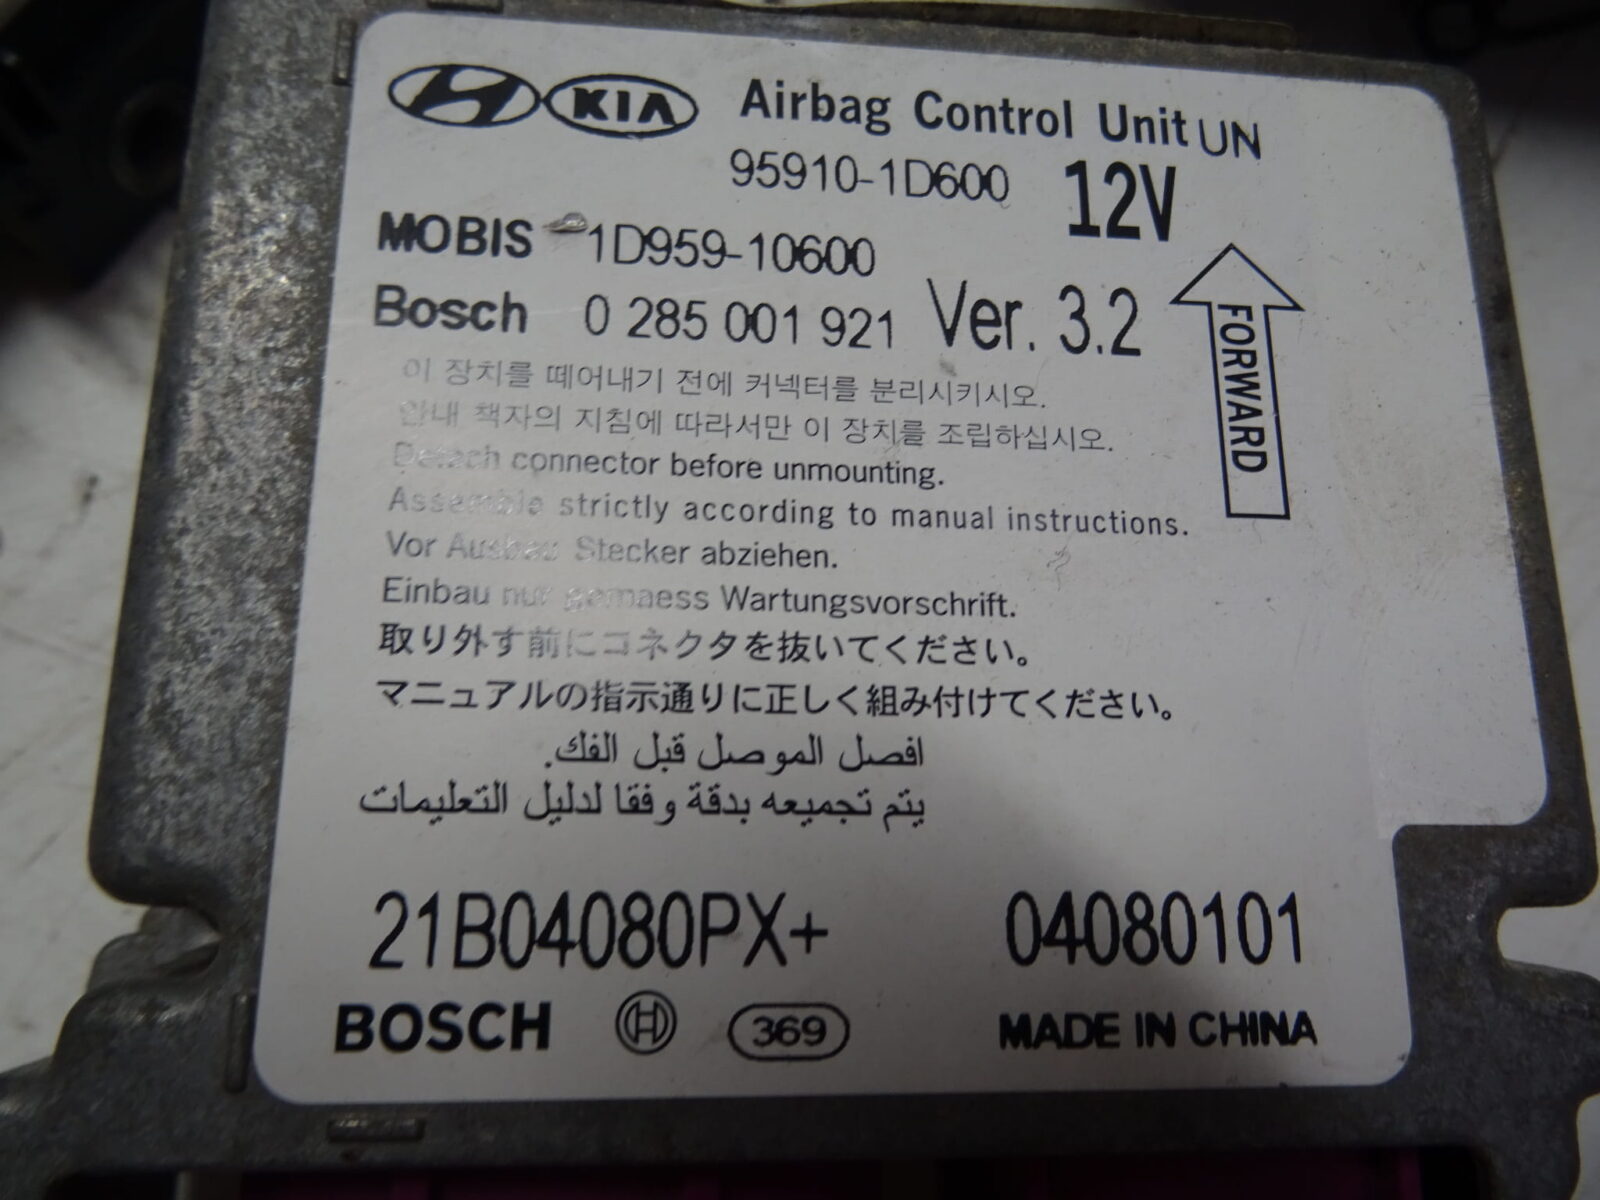 KIA Airbag Control Unit UN
95910-1D600 12V
MOBIS 1D959-10600
Bosch 0 285 001 921 Ver. 3.2
FORWARD
이 장치를 떼어내기 전에 커넥터를 분리시키시오.
안내 책자의 지침에 따라서만 이 장치를 조립하십시오.
Detach connector before unmounting.
Assemble strictly according to manual instructions.
Vor Ausbau Stecker abziehen.
Einbau nur gemaess Wartungsvorschrift.
取り外す前にコネクタを抜いてください。
マニュアルの指示通りに正しく組み付けてください。
افصل الموصل قبل الفك.
يتم تجميعه بدقة وفقا لدليل التعليمات
21B04080PX+ 04080101
BOSCH 369 MADE IN CHINA